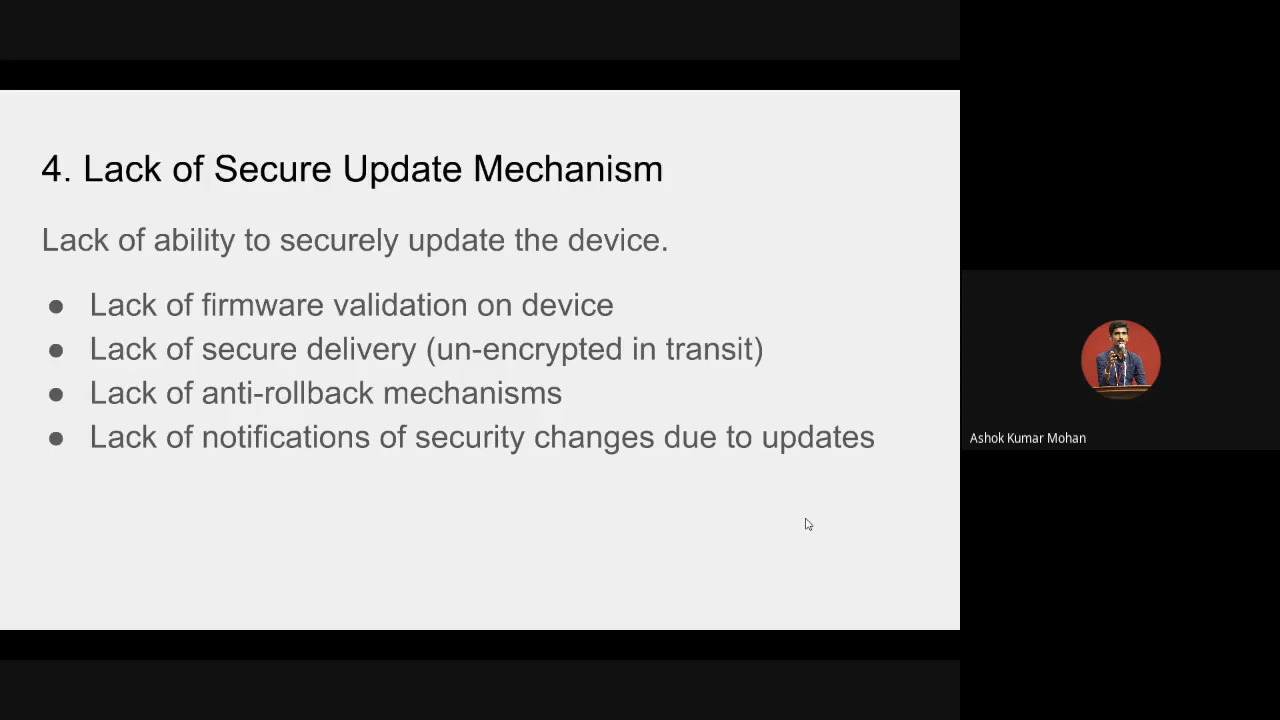 4. Lack of Secure Update Mechanism
Lack of ability to securely update the device.
● Lack of firmware validation on device
● Lack of secure delivery (un-encrypted in transit)
● Lack of anti-rollback mechanisms
● Lack of notifications of security changes due to updates
Ashok Kumar Mohan